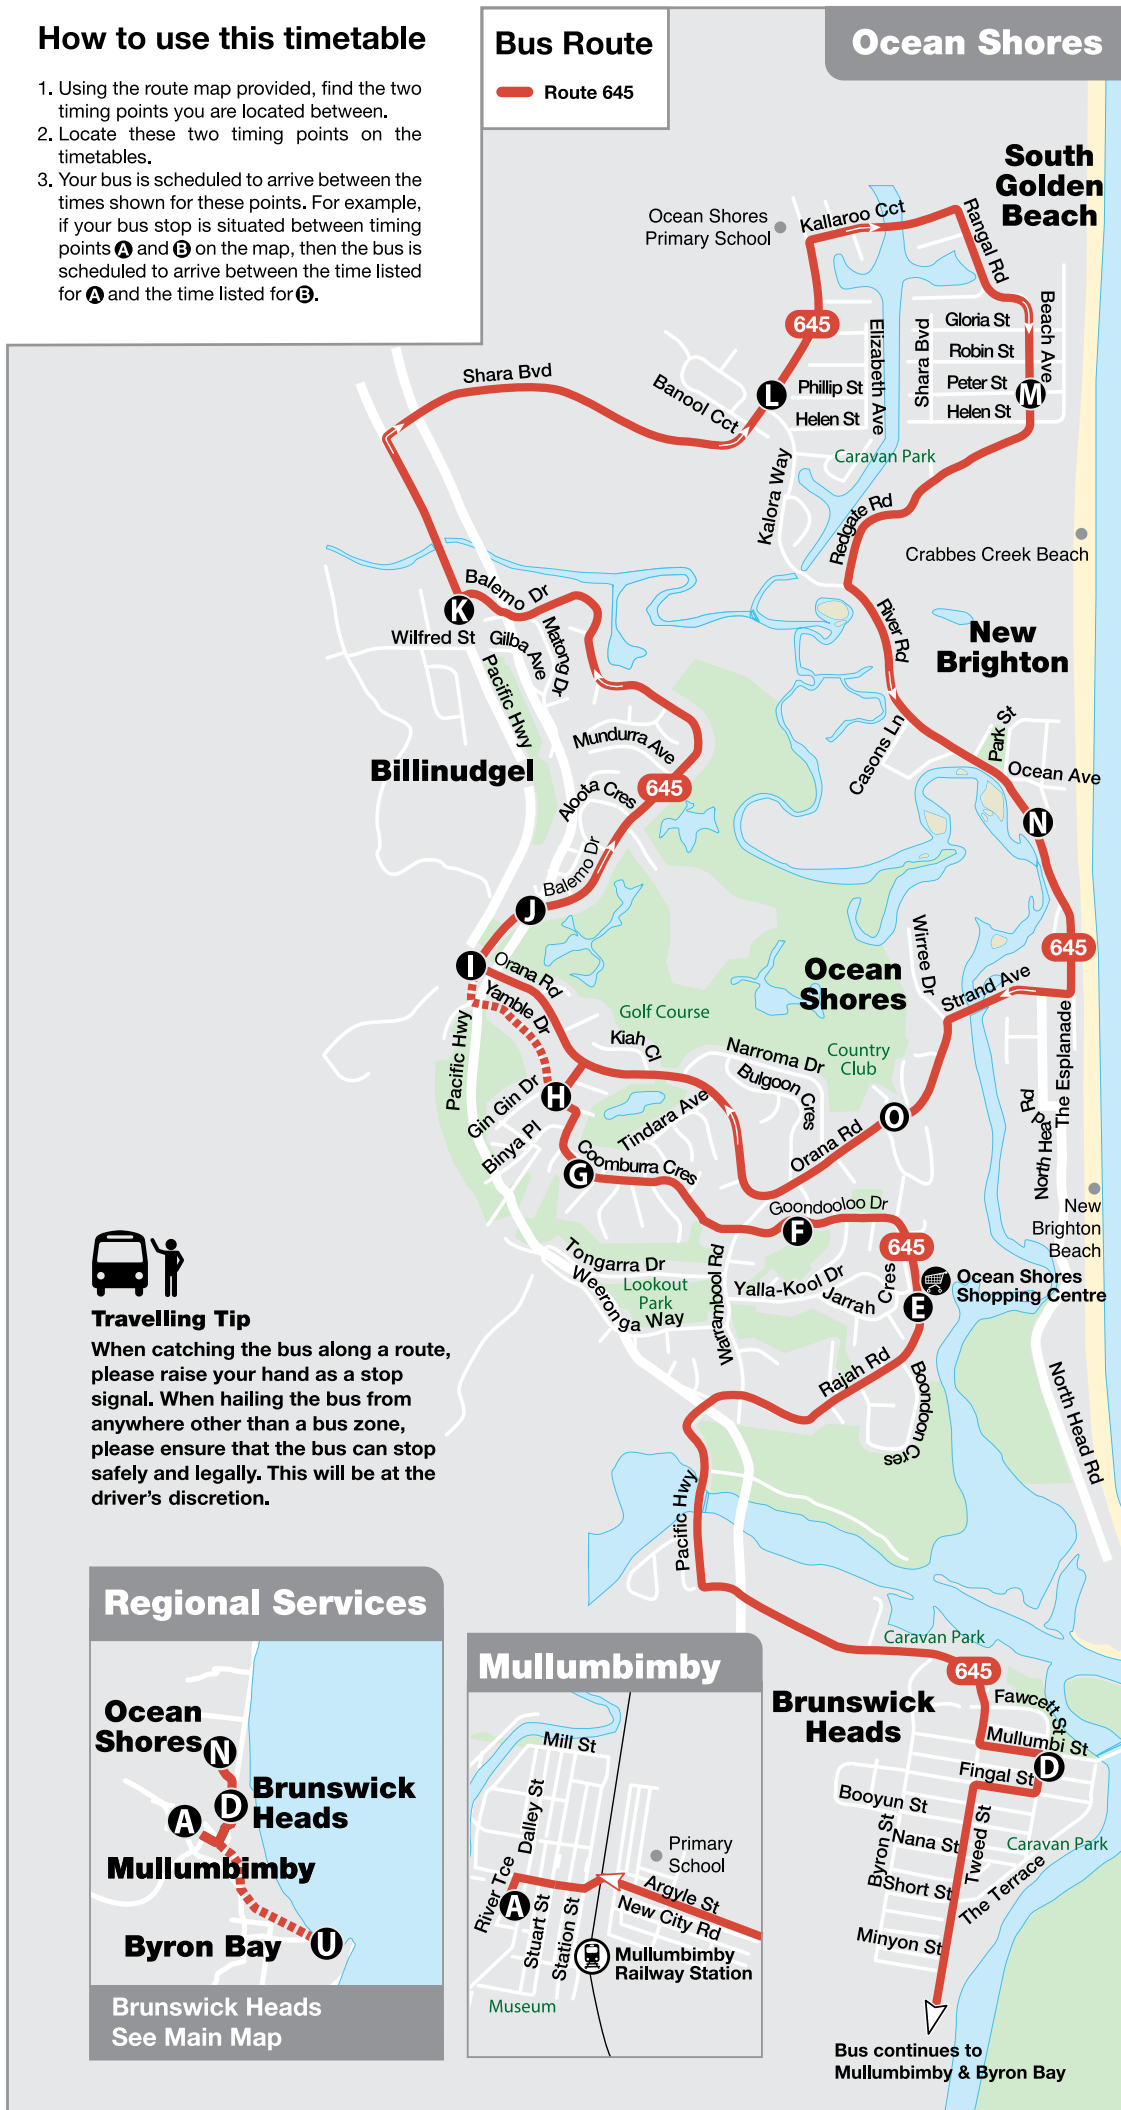 How to use this timetable
1. Using the route map provided, find the two
timing points you are located between.
2. Locate these two timing points on the
timetables.
3. Your bus is scheduled to arrive between the
times shown for these points. For example,
if your bus stop is situated between timing
points A and B on the map, then the bus is
scheduled to arrive between the time listed
for A and the time listed for B.
Bus Route
Route 645
Ocean Shores
South
Golden
Beach
Ocean Shores
Primary School
Kallaroo Cct
Rangal Rd
645
Elizabeth Ave
Shara Bvd
Gloria St
Robin St
Peter St
Helen St
Beach Ave
M
Shara Bvd
Banool Cct
L
Phillip St
Helen St
Caravan Park
Kalora Way
Redgate Rd
Crabbes Creek Beach
K
Balemo Dr
Wilfred St
Gilba Ave
Matong Dr
Pacific Hwy
River Rd
New
Brighton
Casons Ln
Park St
Ocean Ave
N
Mundurra Ave
Billinudgel
Aloota Cres
645
Balemo Dr
J
I
Orana Rd
Yamble Dr
Pacific Hwy
Ocean
Shores
Wirree Dr
645
Strand Ave
Golf Course
Kiah Cl
Narroma Dr
Bulgoon Cres
Country
Club
The Esplanade
North Head Rd
Gin Gin Dr
H
Binya Pl
Tindara Ave
O
Orana Rd
G
Coomburra Cres
Goondooloo Dr
F
645
New
Brighton
Beach
Tongarra Dr
Weeronga Way
Lookout
Park
Warrambool Rd
Yalla-Kool Dr
Jarrah Cres
E
Ocean Shores
Shopping Centre
Rajah Rd
Boondoon Cres
North Head Rd
Travelling Tip
When catching the bus along a route,
please raise your hand as a stop
signal. When hailing the bus from
anywhere other than a bus zone,
please ensure that the bus can stop
safely and legally. This will be at the
driver's discretion.
Pacific Hwy
Caravan Park
645
Brunswick
Heads
Fawcett St
Mullumbi St
D
Fingal St
Booyun St
Byron St
Nana St
Short St
Tweed St
Caravan Park
The Terrace
Minyon St
Bus continues to
Mullumbimby & Byron Bay
Regional Services
Ocean
Shores
N
Brunswick
Heads
D
A
Mullumbimby
Byron Bay
U
Brunswick Heads
See Main Map
Mullumbimby
Mill St
Dalley St
River Tce
A
Stuart St
Station St
Primary
School
Argyle St
New City Rd
Mullumbimby
Railway Station
Museum